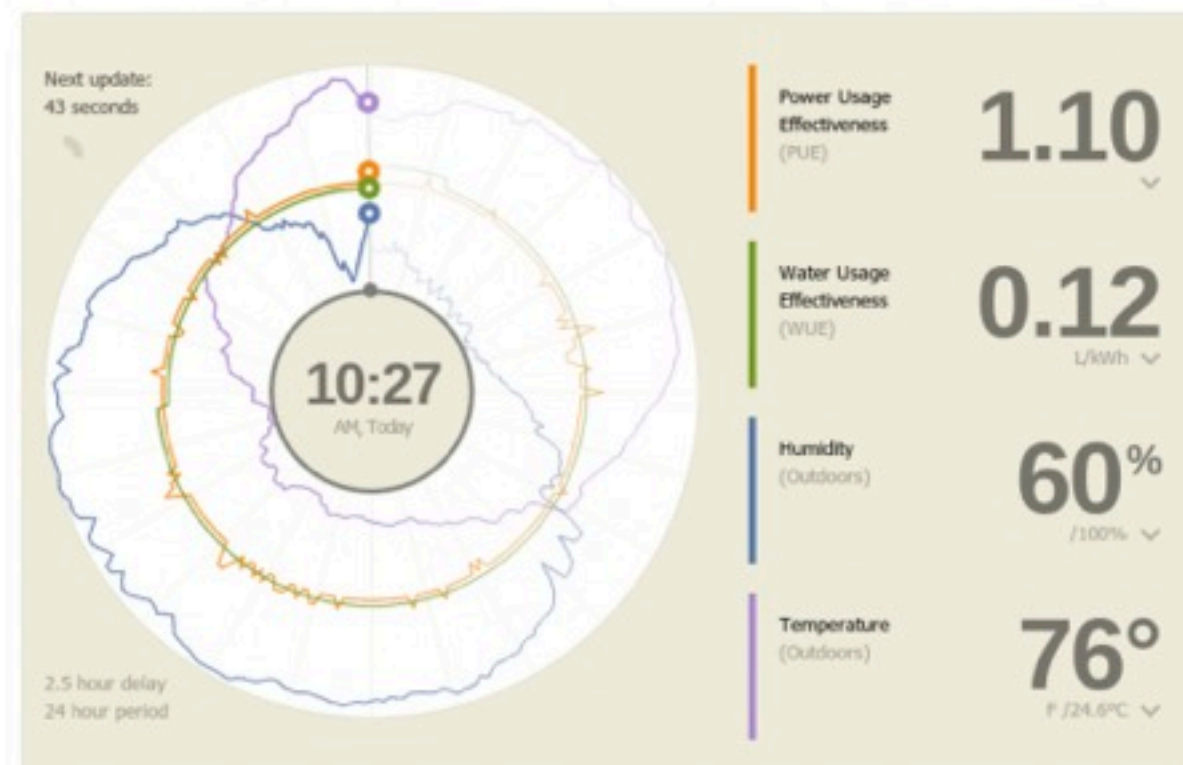 Next update:
43 seconds
10:27
AM, Today
2.5 hour delay
24 hour period
Power Usage
Effectiveness
(PUE)
1.10
Water Usage
Effectiveness
(WUE)
0.12
L/kWh
Humidity
(Outdoors)
60%
/100%
Temperature
(Outdoors)
76°
F /24.6ºC